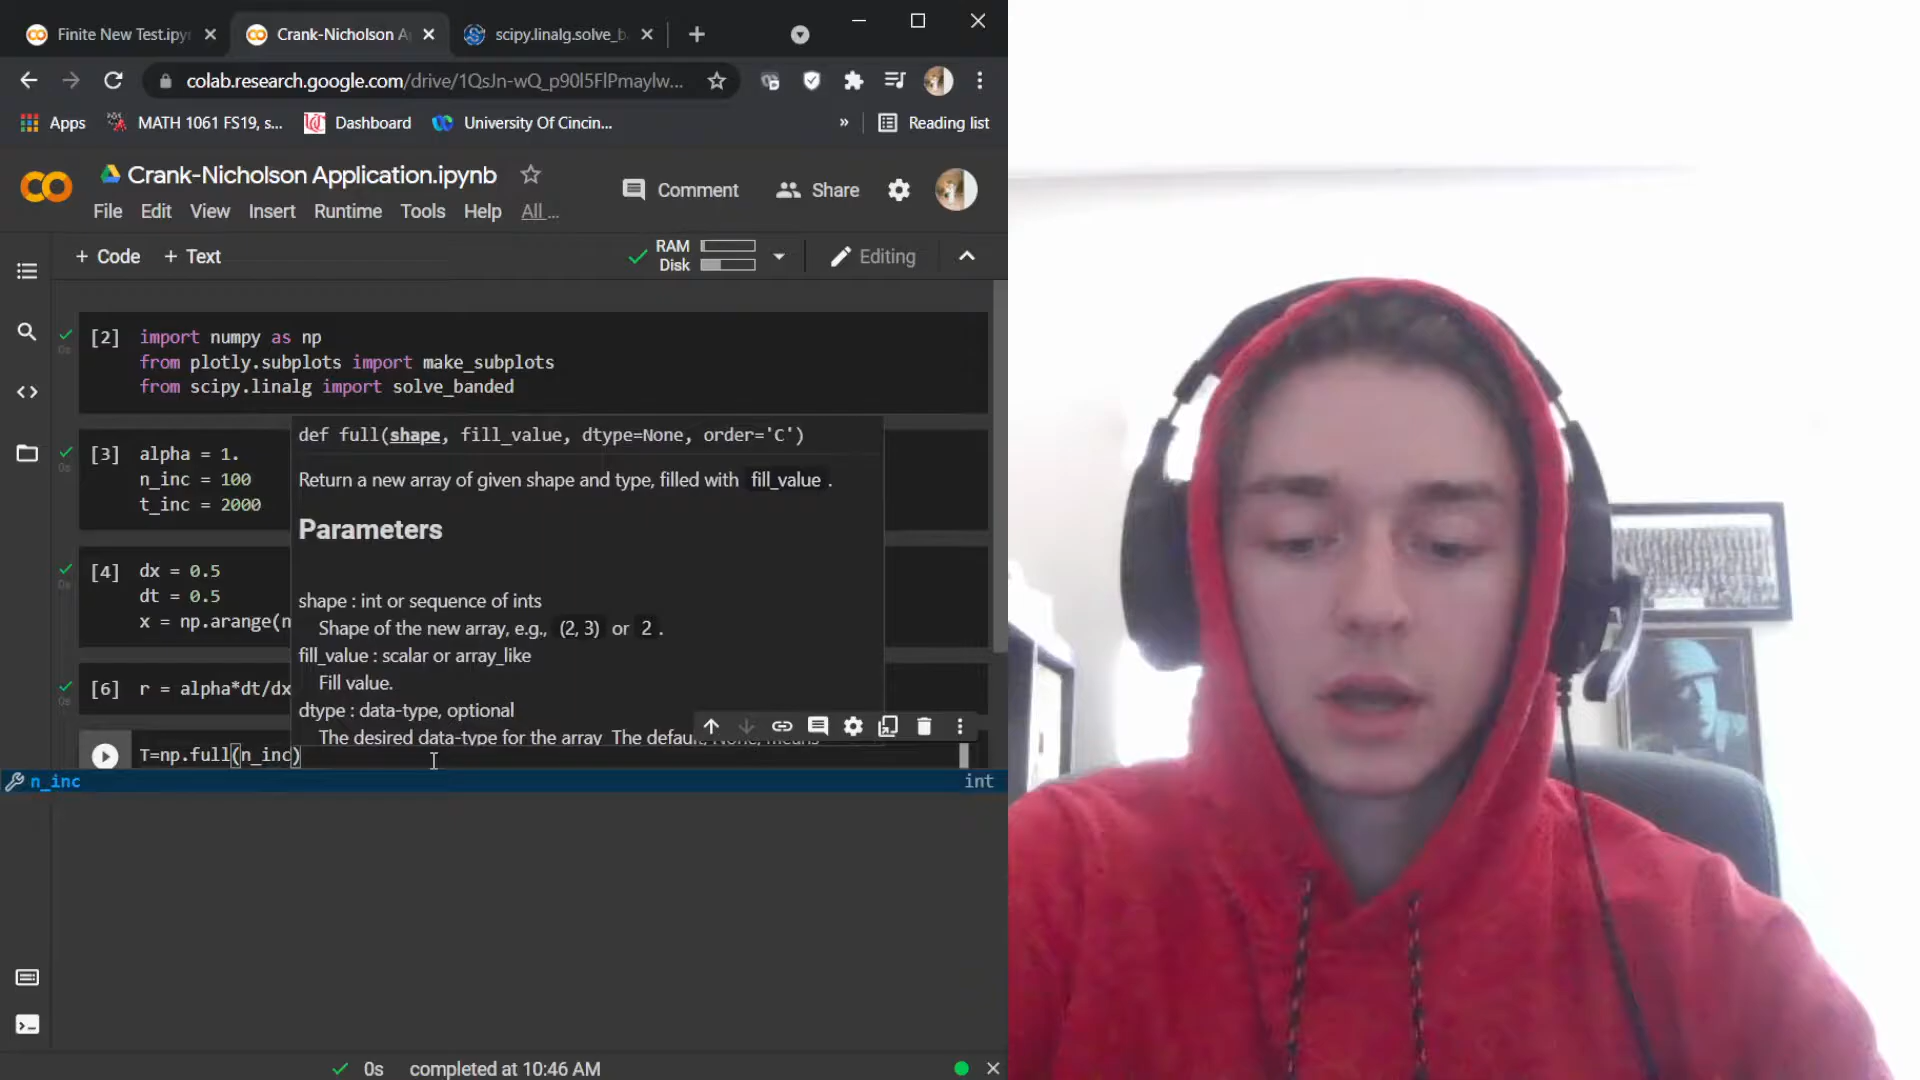 Finite New Test.ipyn
Crank-Nicholson A
scipy.linalg.solve_b
colab.research.google.com/drive/1QsJn-wQ_p90l5FlPmaylw...
Apps
MATH 1061 FS19, s...
Dashboard
University Of Cincin...
»
Reading list
Crank-Nicholson Application.ipynb
Comment
Share
File Edit View Insert Runtime Tools Help All ...
+ Code + Text
RAM
Disk
Editing
[2] import numpy as np
from plotly.subplots import make_subplots
from scipy.linalg import solve_banded
def full(shape, fill_value, dtype=None, order='C')
[3] alpha = 1.
n_inc = 100
t_inc = 2000
Return a new array of given shape and type, filled with fill_value .
Parameters
[4] dx = 0.5
dt = 0.5
x = np.arange(n
shape : int or sequence of ints
Shape of the new array, e.g., (2, 3) or 2 .
fill_value : scalar or array_like
Fill value.
[6] r = alpha*dt/dx
dtype : data-type, optional
The desired data-type for the array The default, None, means
T=np.full(n_inc)
n_inc int
0s completed at 10:46 AM